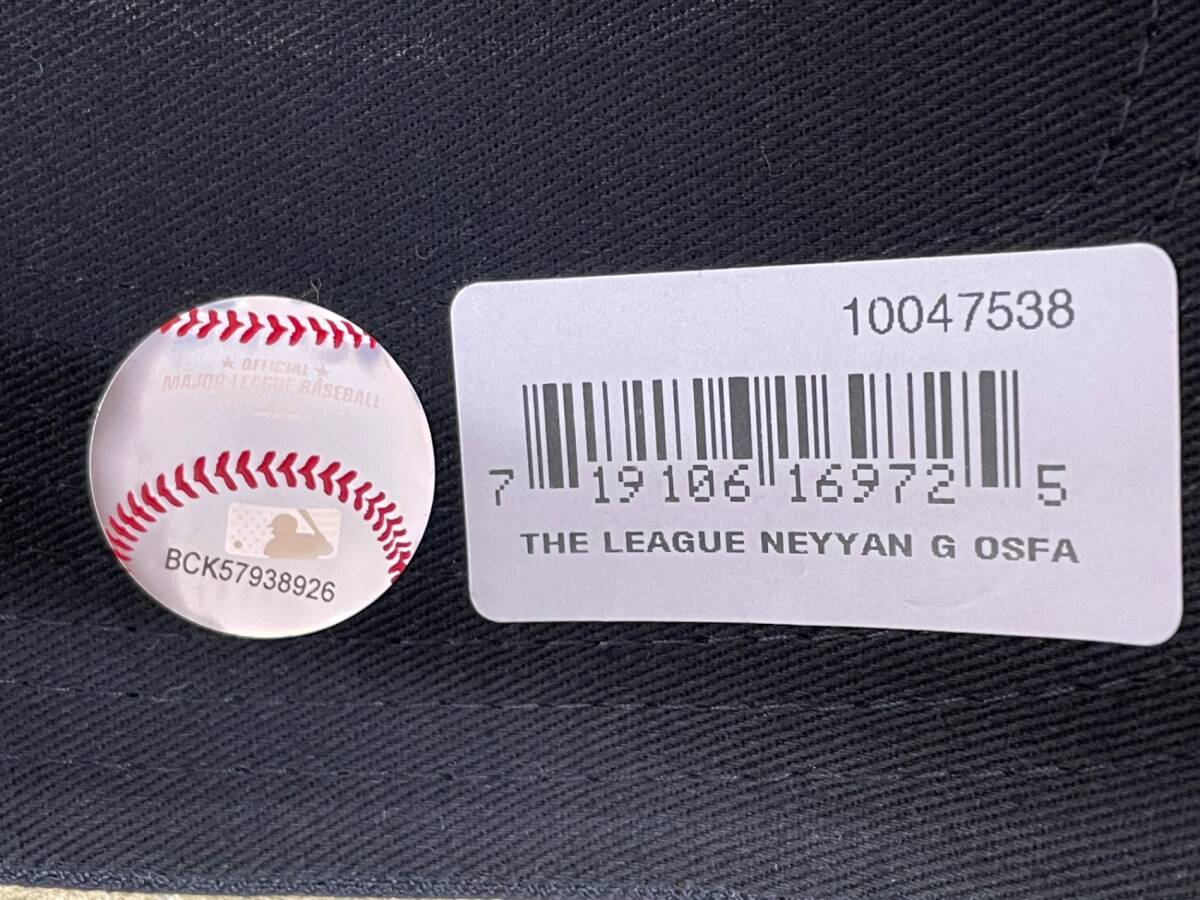 ★ OFFICIAL ★
MAJOR LEAGUE BASEBALL
BCK57938926
10047538
7 19106 16972 5
THE LEAGUE NEYYAN G OSFA